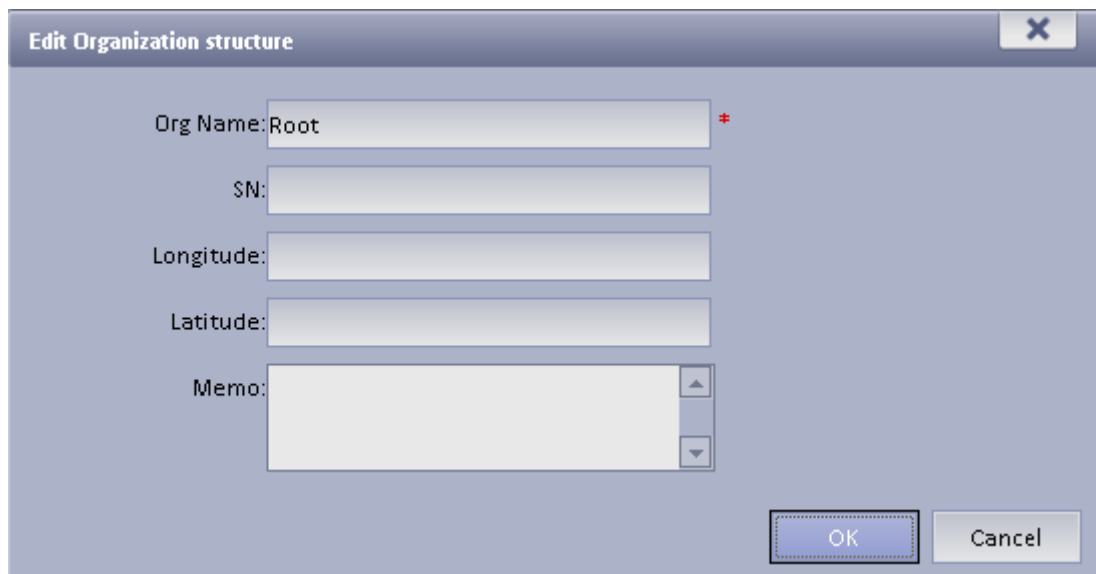 Edit Organization structure
Org Name: Root *
SN:
Longitude:
Latitude:
Memo:
OK Cancel